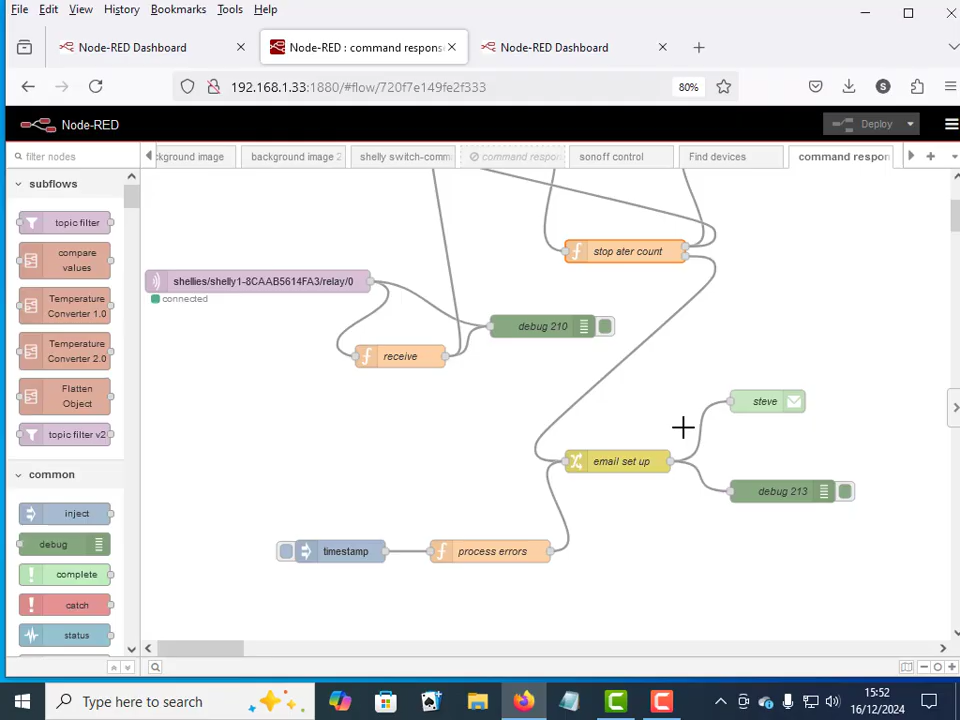 File Edit View History Bookmarks Tools Help
Node-RED Dashboard
Node-RED : command respons
Node-RED Dashboard
192.168.1.33:1880/#flow/720f7e149fe2f333
80%
S
Node-RED
Deploy
filter nodes
kground image
background image 2
shelly switch-comm
command respon
sonoff control
Find devices
command respon
subflows
topic filter
compare
values
Temperature
Converter 1.0
Temperature
Converter 2.0
Flatten
Object
topic filter v2
common
inject
debug
complete
catch
status
stop ater count
shellies/shelly1-8CAAB5614FA3/relay/0
connected
debug 210
receive
steve
email set up
debug 213
timestamp
process errors
Type here to search
15:52
16/12/2024